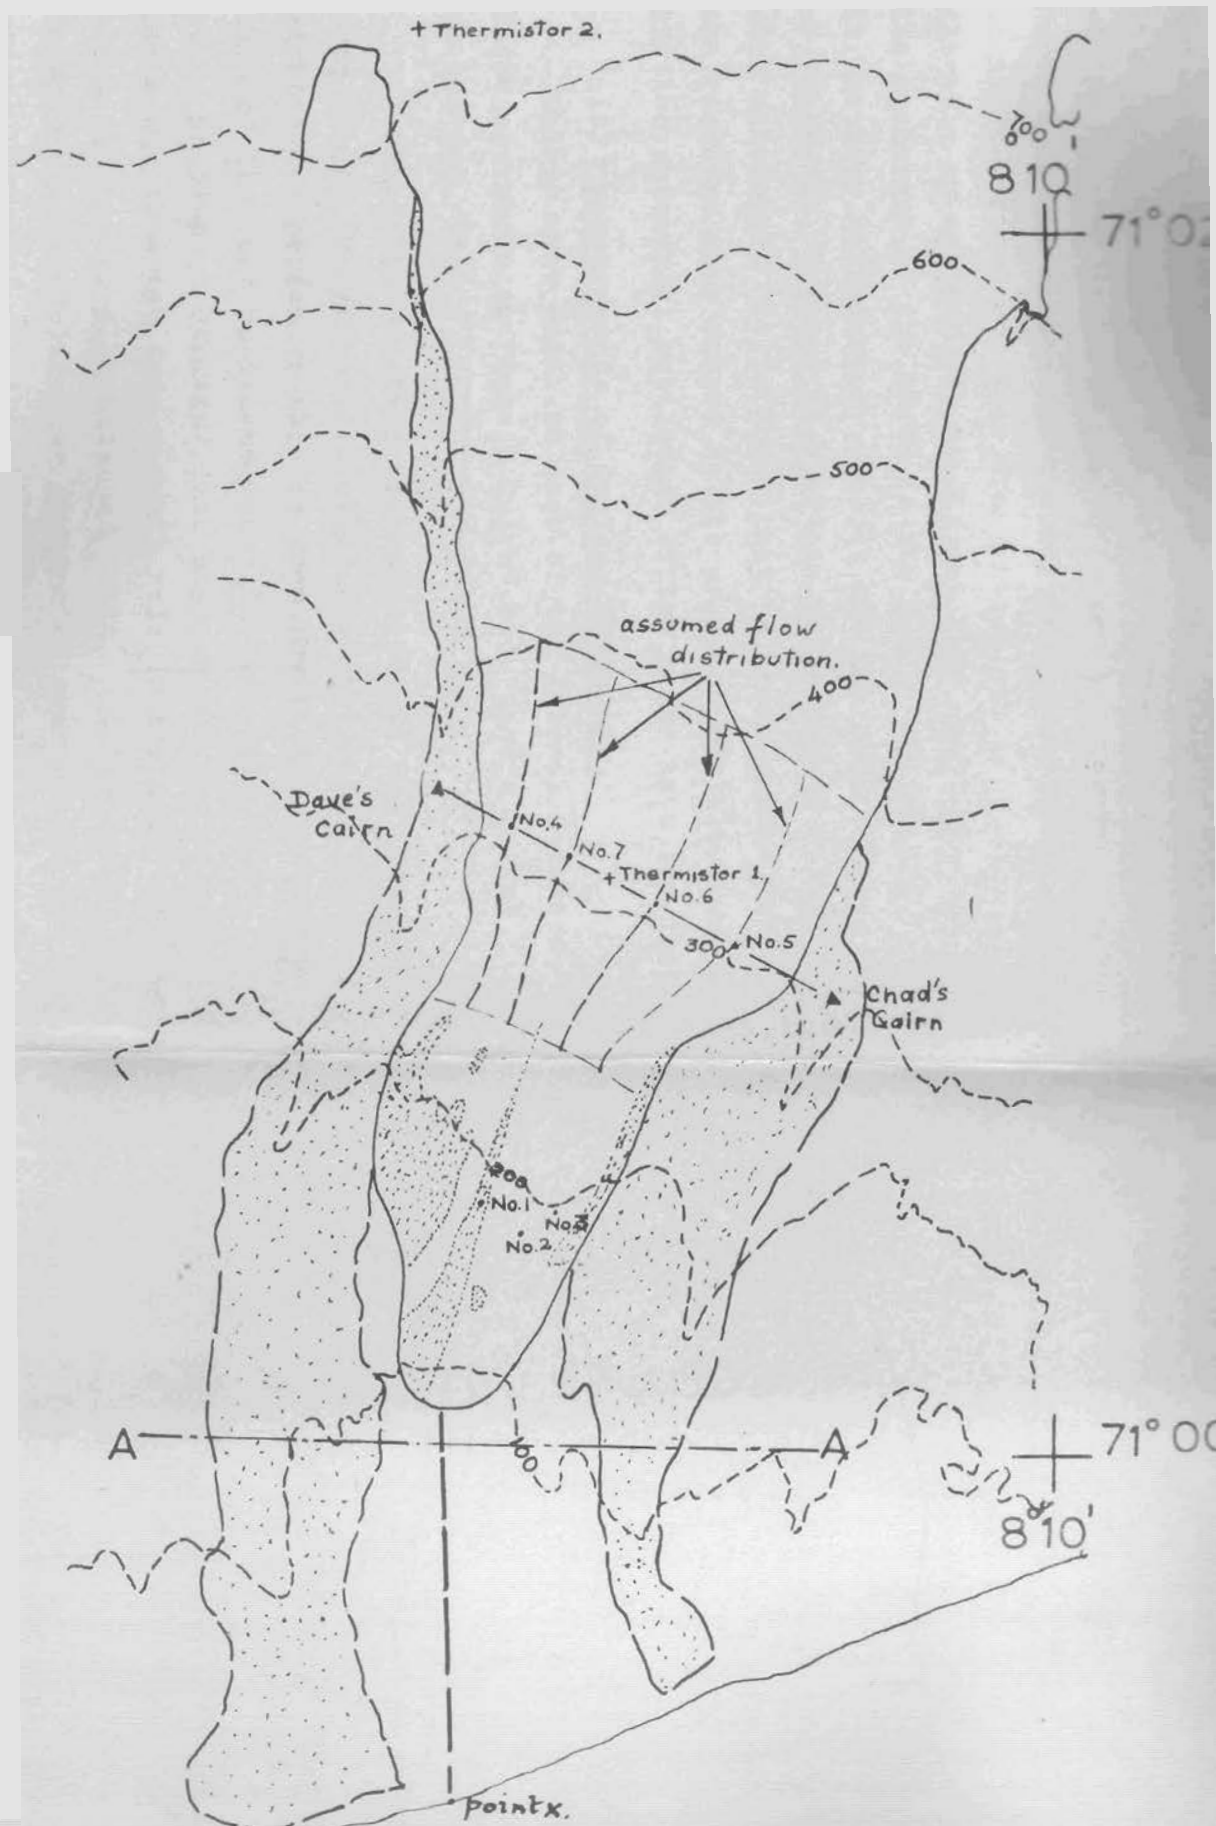 + Thermistor 2.
700
8 10'
71° 02
600
500
assumed flow
distribution.
400
Dave's
Cairn
No.4
No.7
+Thermistor 1.
No.6
300
No.5
Chad's
Cairn
200
No.1
No.3
No.2
A
A
100
71° 00
8°10'
point x.